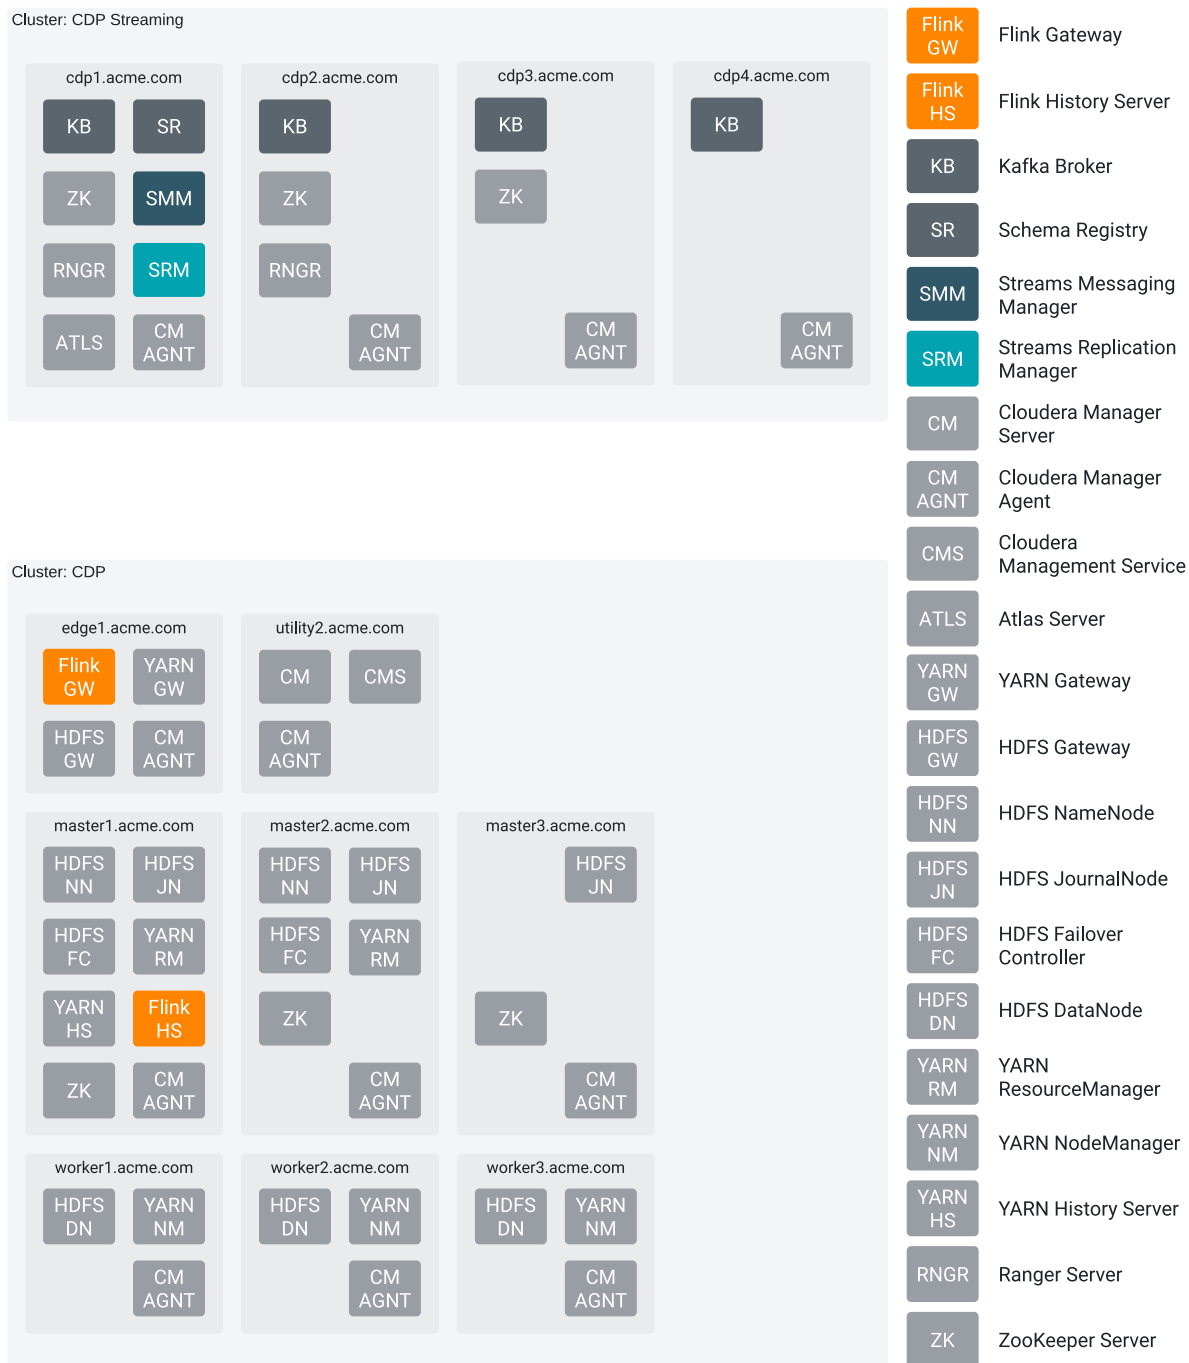 Cluster: CDP Streaming
cdp1.acme.com
KB
SR
ZK
SMM
RNGR
SRM
ATLS
CM
AGNT
cdp2.acme.com
KB
ZK
RNGR
CM
AGNT
cdp3.acme.com
KB
ZK
CM
AGNT
cdp4.acme.com
KB
CM
AGNT
Cluster: CDP
edge1.acme.com
Flink
GW
YARN
GW
HDFS
GW
CM
AGNT
utility2.acme.com
CM
CMS
CM
AGNT
master1.acme.com
HDFS
NN
HDFS
JN
HDFS
FC
YARN
RM
YARN
HS
Flink
HS
ZK
CM
AGNT
master2.acme.com
HDFS
NN
HDFS
JN
HDFS
FC
YARN
RM
ZK
CM
AGNT
master3.acme.com
HDFS
JN
ZK
CM
AGNT
worker1.acme.com
HDFS
DN
YARN
NM
CM
AGNT
worker2.acme.com
HDFS
DN
YARN
NM
CM
AGNT
worker3.acme.com
HDFS
DN
YARN
NM
CM
AGNT
Flink
GW
Flink Gateway
Flink
HS
Flink History Server
KB
Kafka Broker
SR
Schema Registry
SMM
Streams Messaging
Manager
SRM
Streams Replication
Manager
CM
Cloudera Manager
Server
CM
AGNT
Cloudera Manager
Agent
CMS
Cloudera
Management Service
ATLS
Atlas Server
YARN
GW
YARN Gateway
HDFS
GW
HDFS Gateway
HDFS
NN
HDFS NameNode
HDFS
JN
HDFS JournalNode
HDFS
FC
HDFS Failover
Controller
HDFS
DN
HDFS DataNode
YARN
RM
YARN
ResourceManager
YARN
NM
YARN NodeManager
YARN
HS
YARN History Server
RNGR
Ranger Server
ZK
ZooKeeper Server